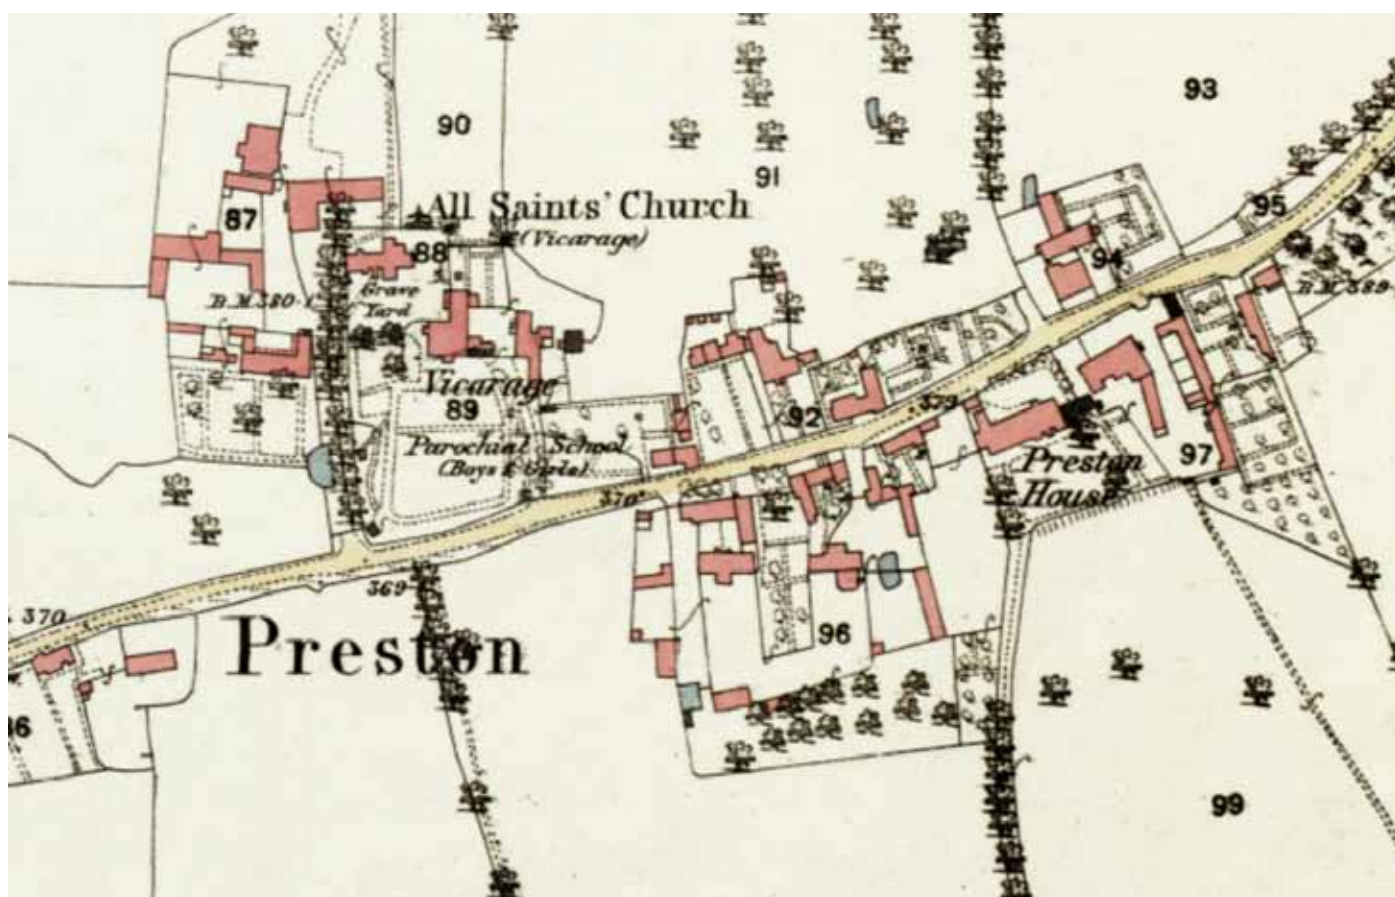 93
90
91
All Saints' Church
(Vicarage)
87
88
95
94
Grave
Yard
B.M. 380·1
B.M. 389·
Vicarage
89
92
379
Parochial School
(Boys & Girls)
Preston
House
97
370
369
370
Preston
96
99